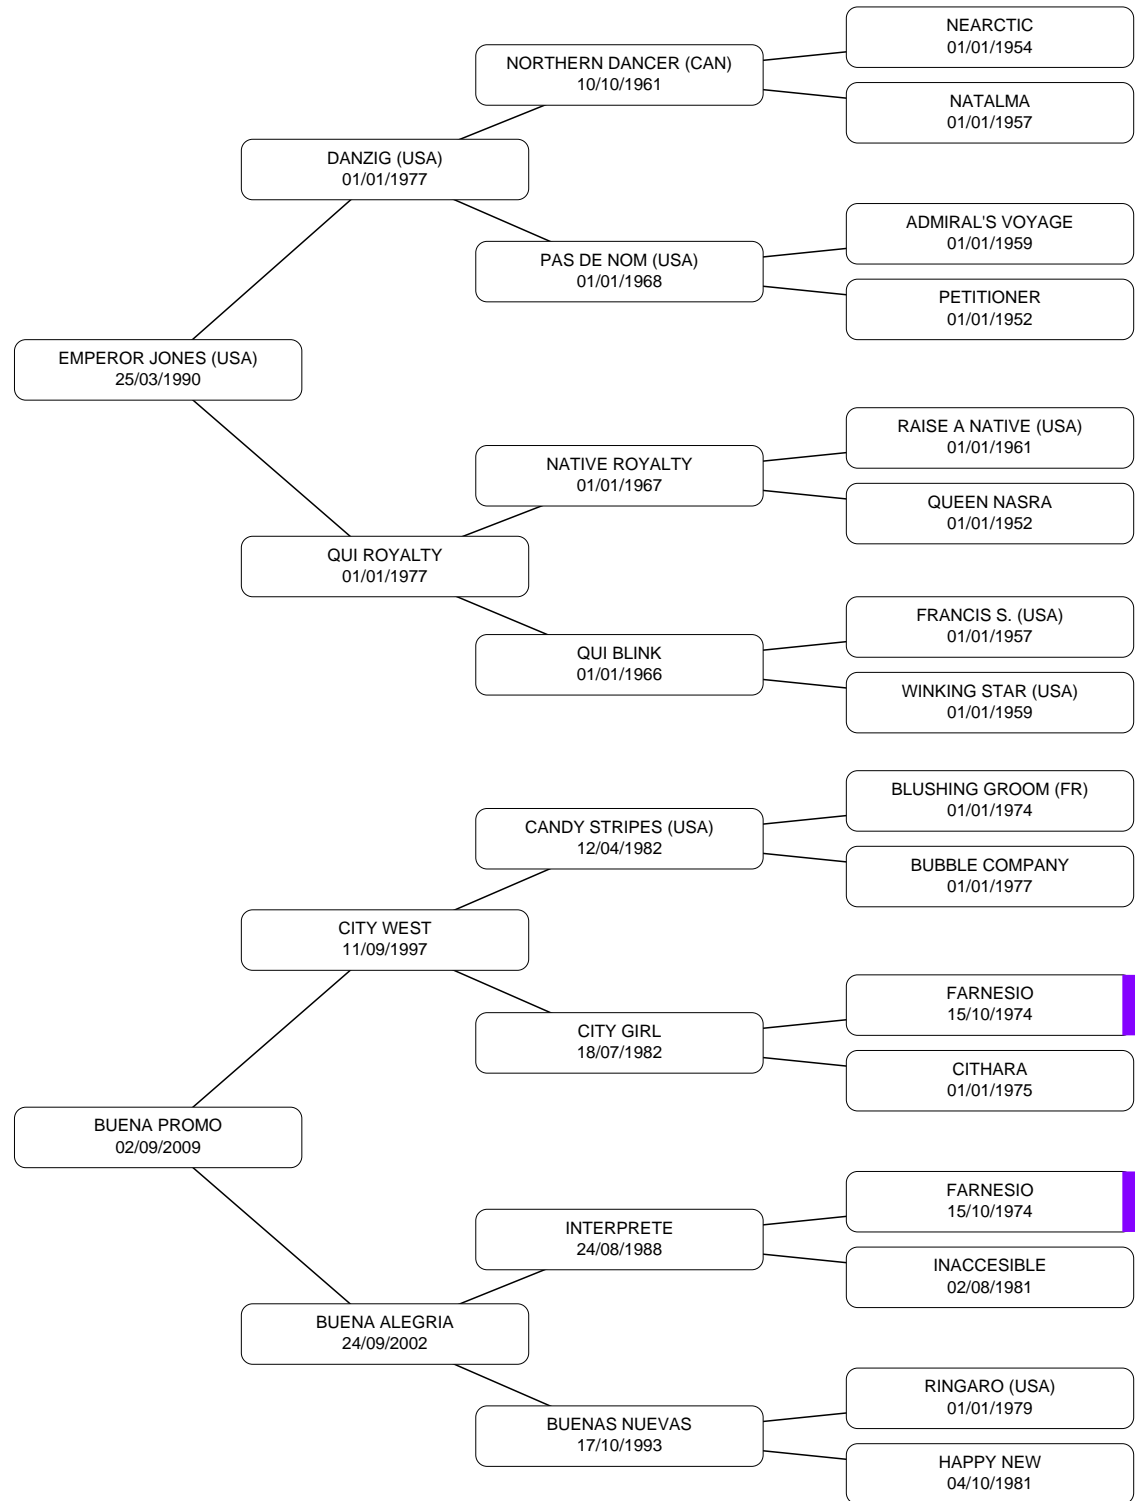 NEARCTIC
01/01/1954
NORTHERN DANCER (CAN)
10/10/1961
NATALMA
01/01/1957
DANZIG (USA)
01/01/1977
ADMIRAL'S VOYAGE
01/01/1959
PAS DE NOM (USA)
01/01/1968
PETITIONER
01/01/1952
EMPEROR JONES (USA)
25/03/1990
RAISE A NATIVE (USA)
01/01/1961
NATIVE ROYALTY
01/01/1967
QUEEN NASRA
01/01/1952
QUI ROYALTY
01/01/1977
FRANCIS S. (USA)
01/01/1957
QUI BLINK
01/01/1966
WINKING STAR (USA)
01/01/1959
BLUSHING GROOM (FR)
01/01/1974
CANDY STRIPES (USA)
12/04/1982
BUBBLE COMPANY
01/01/1977
CITY WEST
11/09/1997
FARNESIO
15/10/1974
CITY GIRL
18/07/1982
CITHARA
01/01/1975
BUENA PROMO
02/09/2009
FARNESIO
15/10/1974
INTERPRETE
24/08/1988
INACCESIBLE
02/08/1981
BUENA ALEGRIA
24/09/2002
RINGARO (USA)
01/01/1979
BUENAS NUEVAS
17/10/1993
HAPPY NEW
04/10/1981